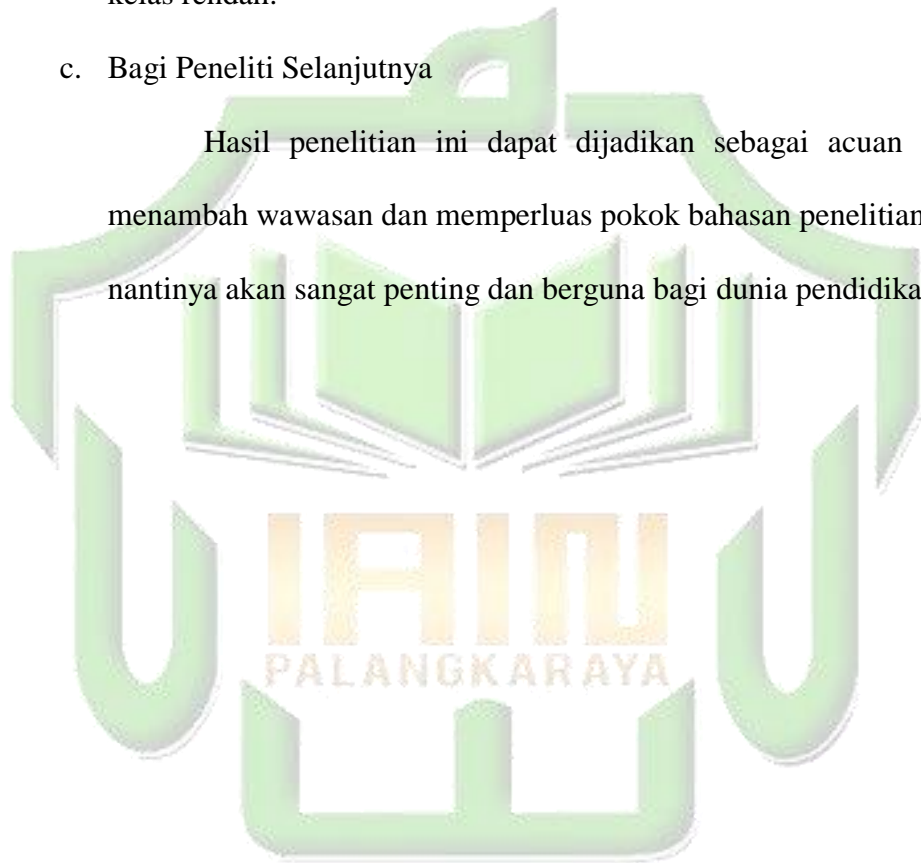 kelas rendah.
c. Bagi Peneliti Selanjutnya
Hasil penelitian ini dapat dijadikan sebagai acuan
menambah wawasan dan memperluas pokok bahasan penelitian
nantinya akan sangat penting dan berguna bagi dunia pendidika
IAIN
PALANGKARAYA